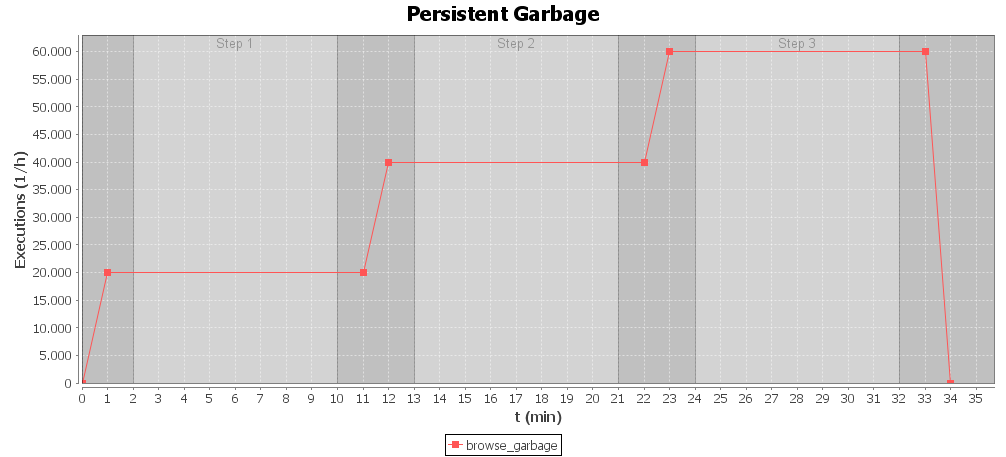 Persistent Garbage
Step 1 Step 2 Step 3
Executions (1/h)
60.000
55.000
50.000
45.000
40.000
35.000
30.000
25.000
20.000
15.000
10.000
5.000
0
0 1 2 3 4 5 6 7 8 9 10 11 12 13 14 15 16 17 18 19 20 21 22 23 24 25 26 27 28 29 30 31 32 33 34 35
t (min)
browse_garbage